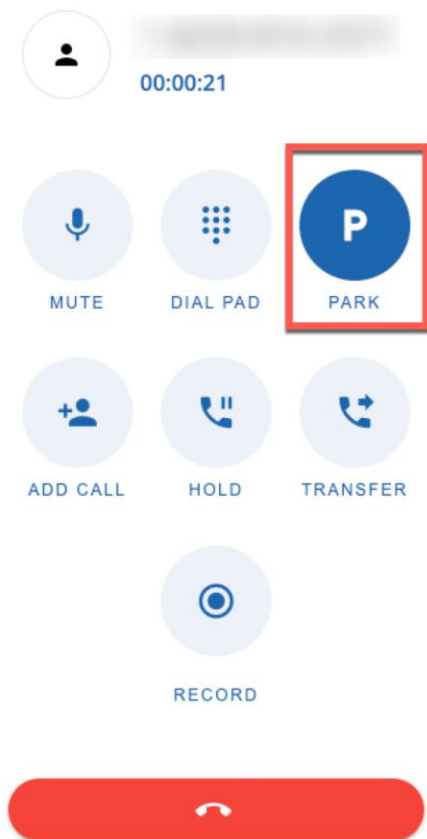 00:00:21
P
MUTE DIAL PAD PARK
ADD CALL HOLD TRANSFER
RECORD